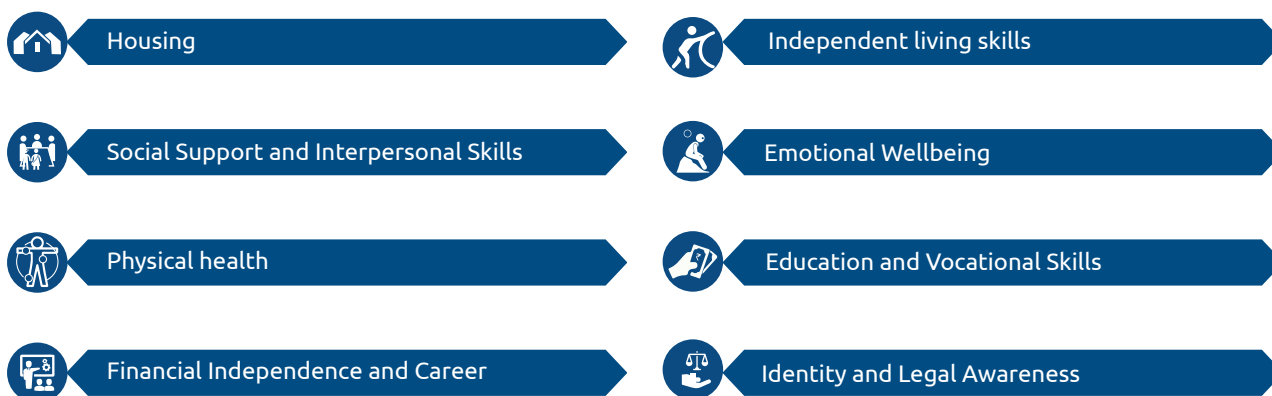 Housing
Independent living skills
Social Support and Interpersonal Skills
Emotional Wellbeing
Physical health
Education and Vocational Skills
Financial Independence and Career
Identity and Legal Awareness